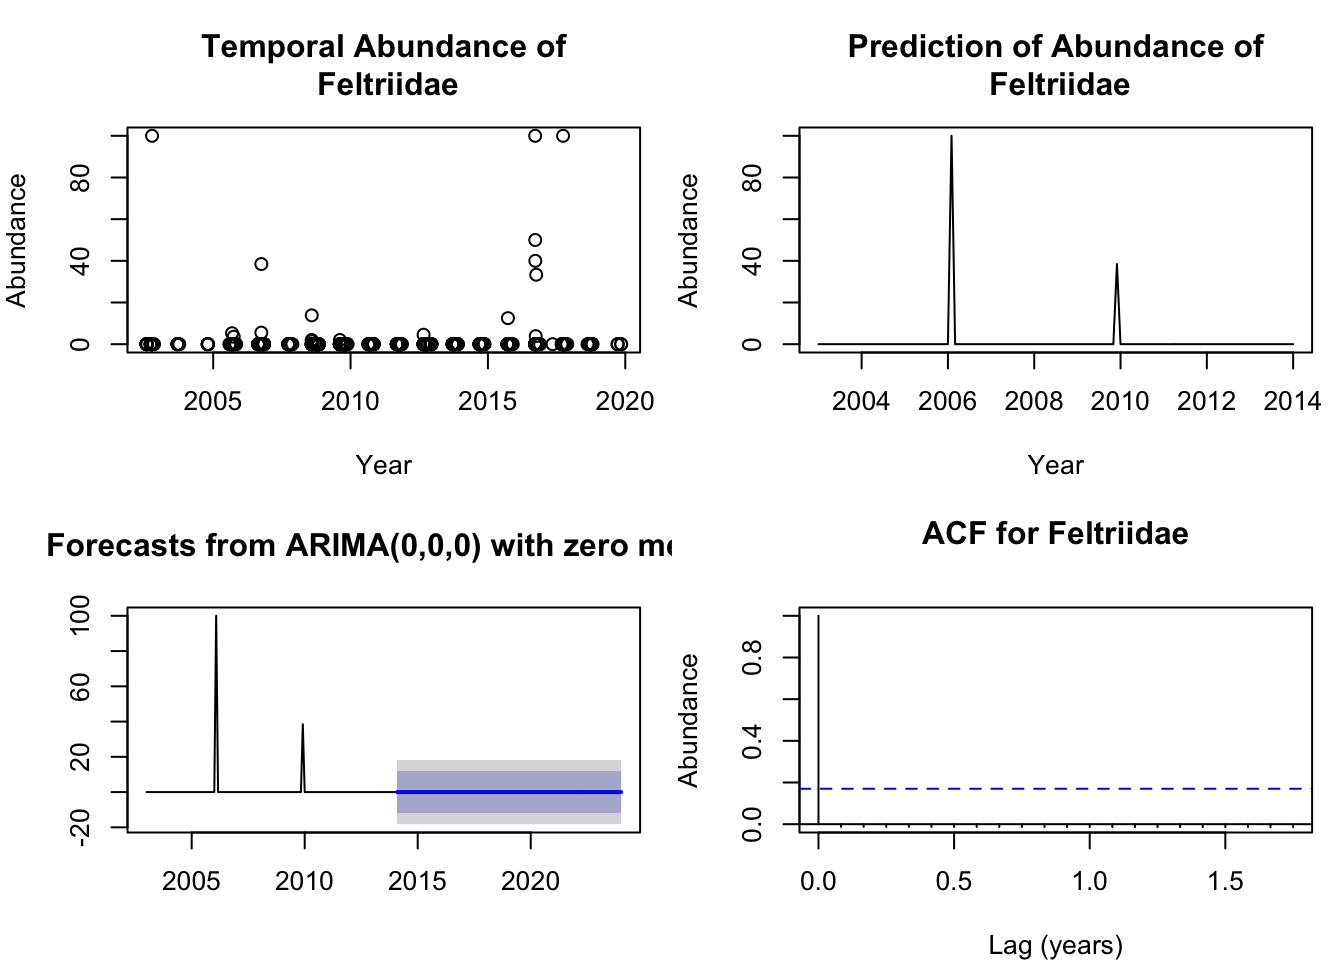 Temporal Abundance of
Feltriidae
Abundance
80
40
0
2005 2010 2015 2020
Year
Prediction of Abundance of
Feltriidae
Abundance
80
40
0
2004 2006 2008 2010 2012 2014
Year
Forecasts from ARIMA(0,0,0) with zero me
100
60
20
-20
2005 2010 2015 2020
ACF for Feltriidae
Abundance
0.8
0.4
0.0
0.0 0.5 1.0 1.5
Lag (years)